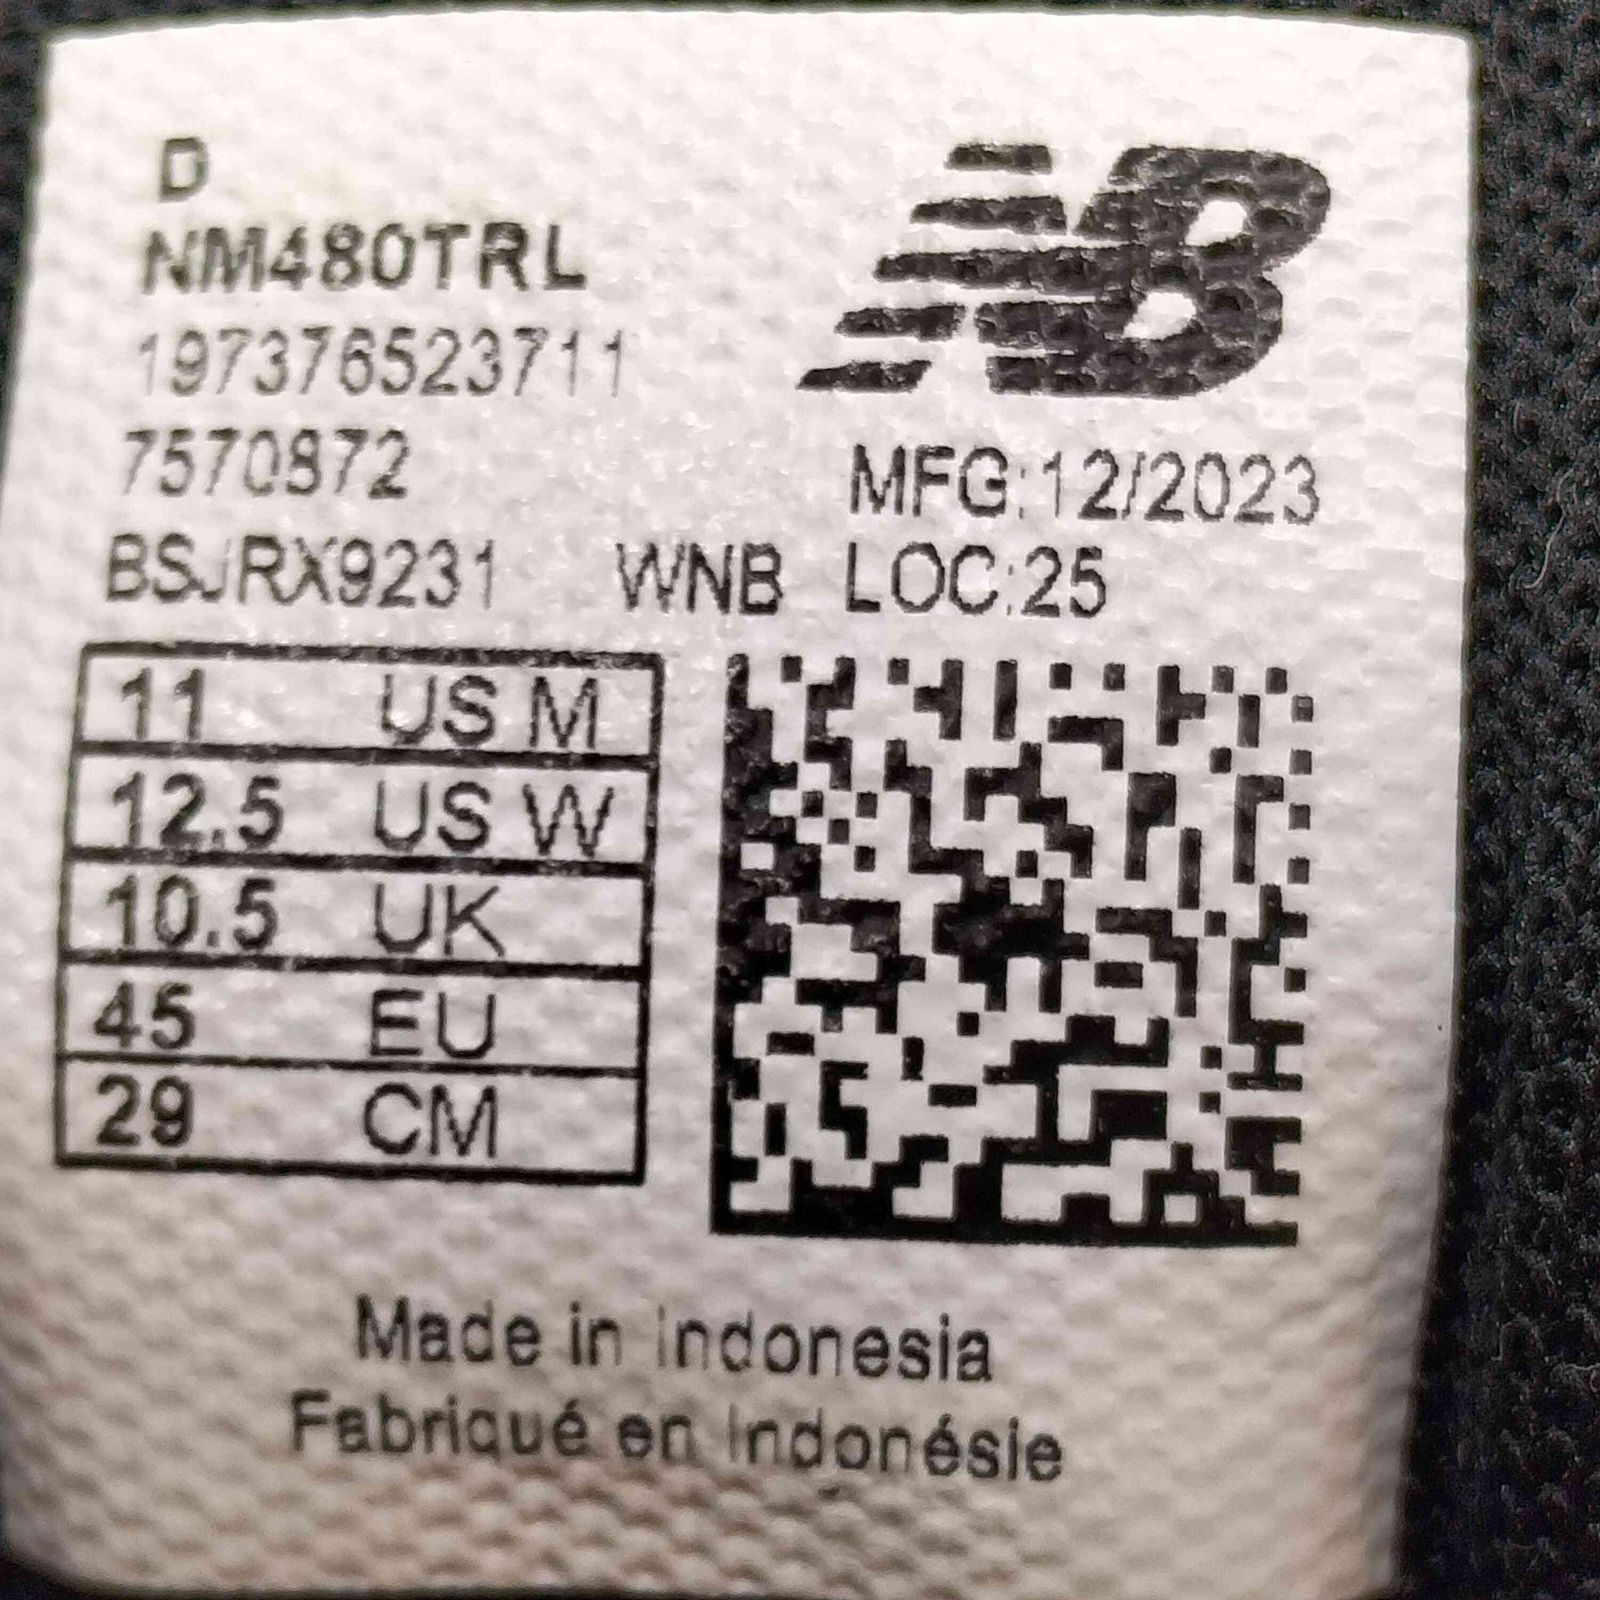 D
NM480TRL
197376523711
7570872
MFG:12/2023
BSJRX9231 WNB LOC:25
11 US M
12.5 US W
10.5 UK
45 EU
29 CM
Made in Indonesia
Fabriqué en Indonésie